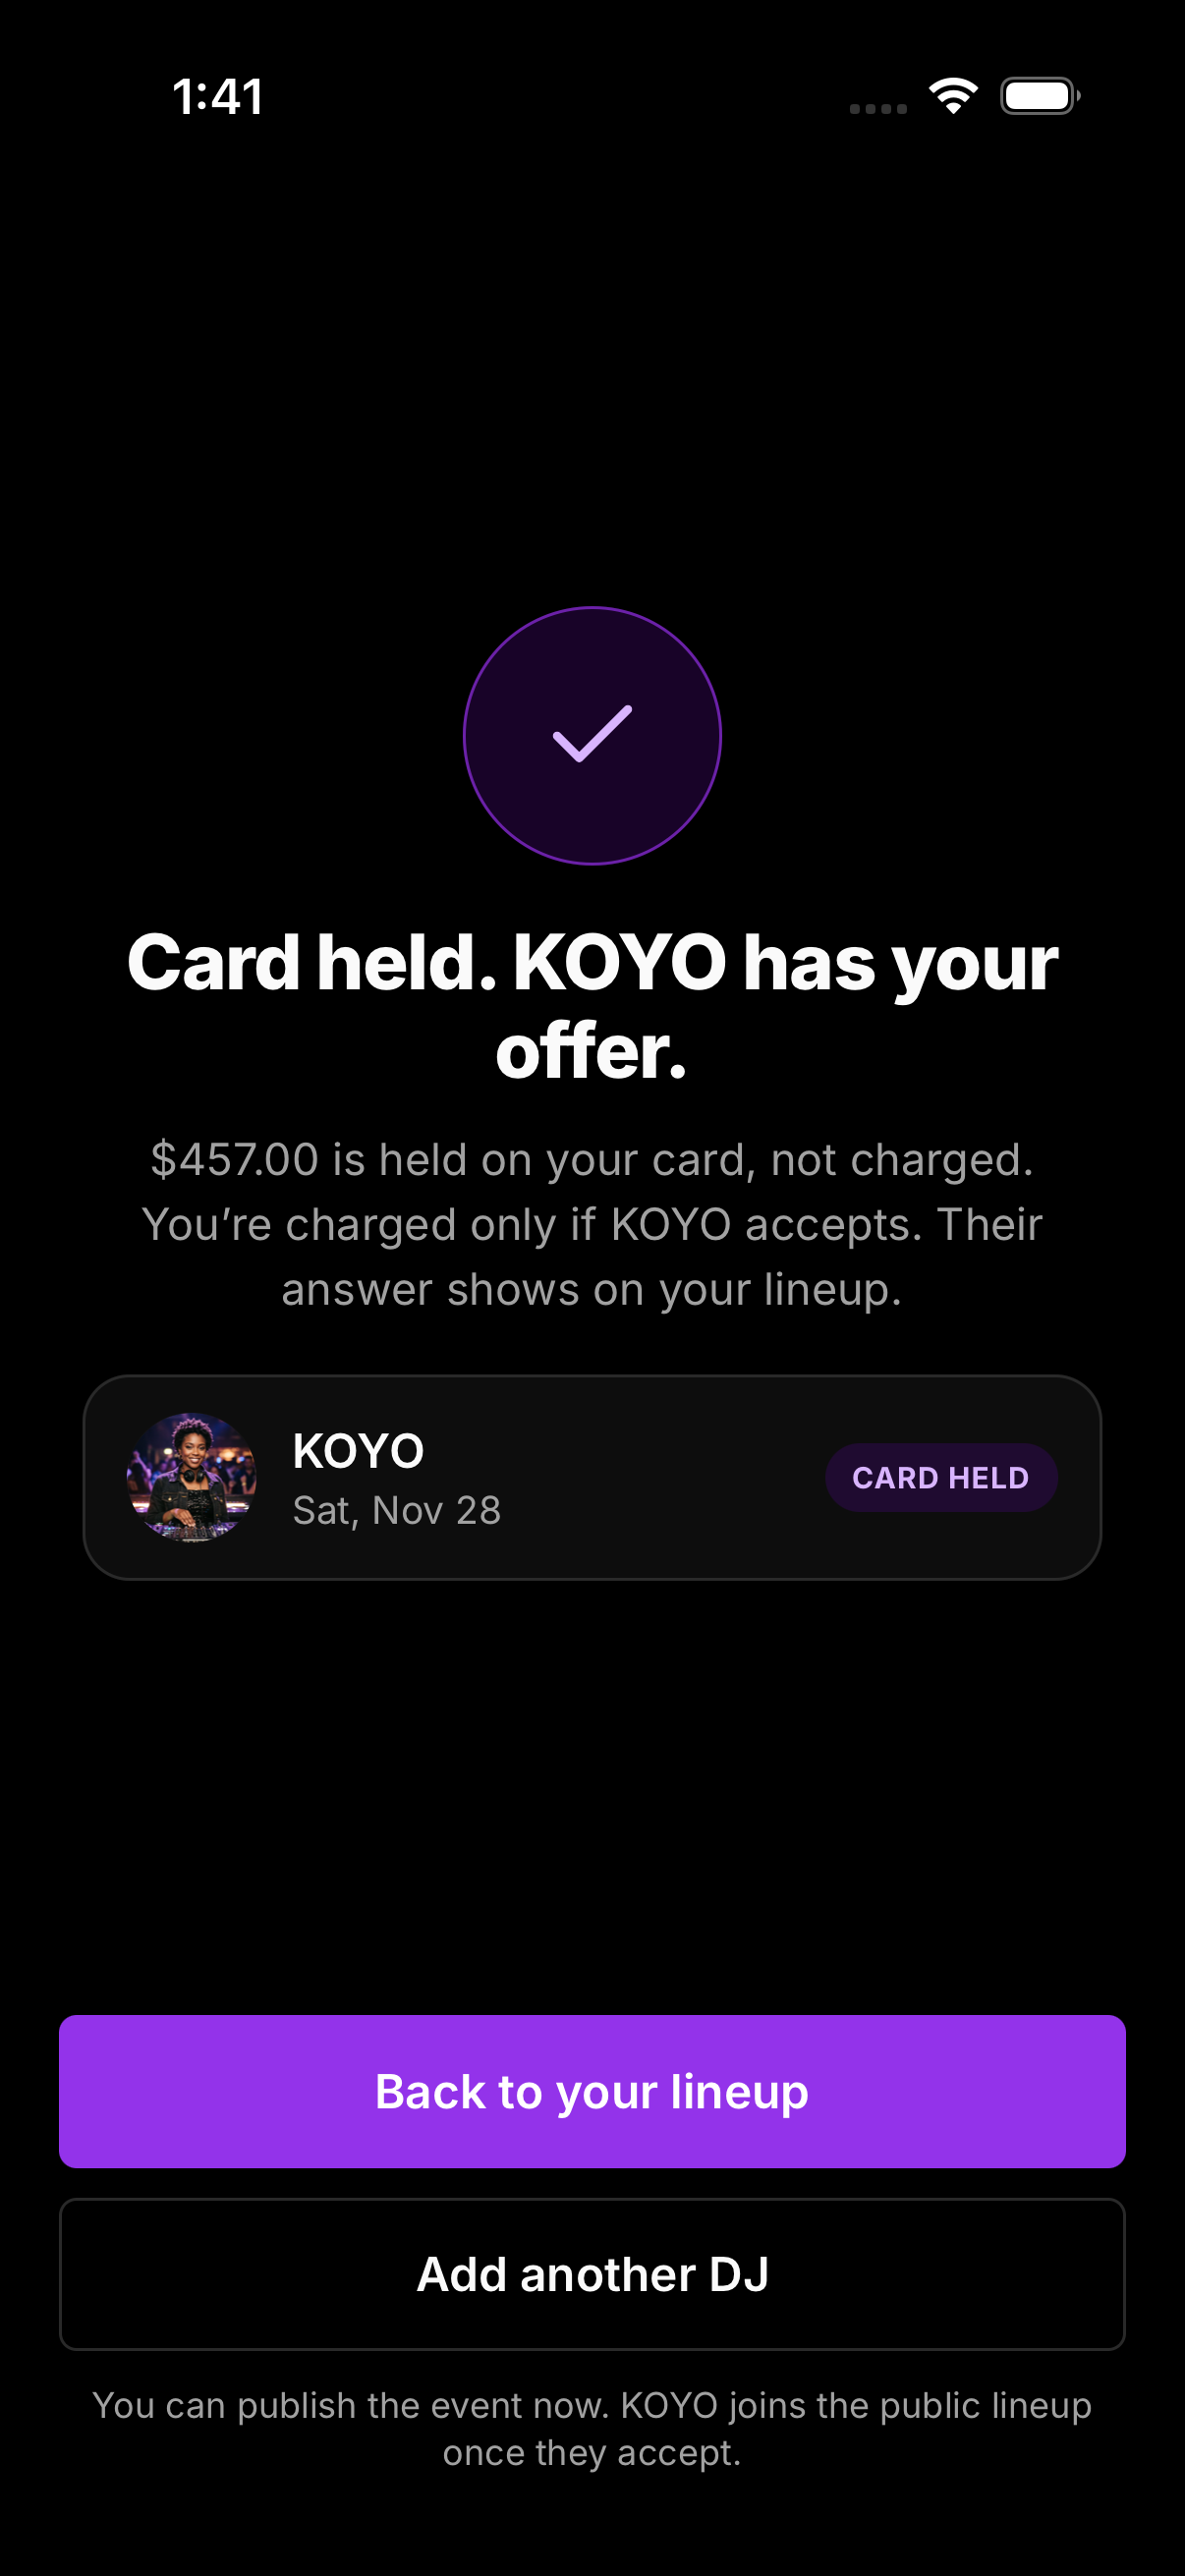 1:41
Card held. KOYO has your
offer.
$457.00 is held on your card, not charged.
You’re charged only if KOYO accepts. Their
answer shows on your lineup.
KOYO
Sat, Nov 28
CARD HELD
Back to your lineup
Add another DJ
You can publish the event now. KOYO joins the public lineup
once they accept.